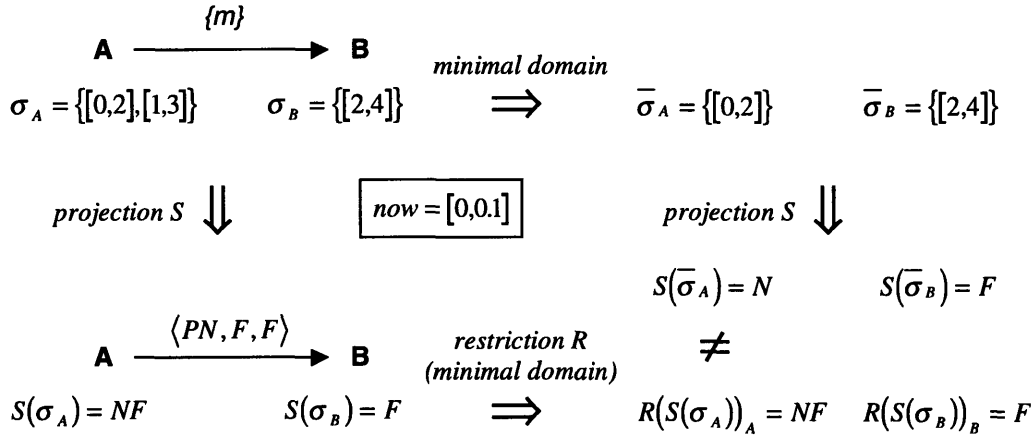 {m}
A B
minimal domain
σ_A = {[0,2],[1,3]} σ_B = {[2,4]} ⇒ σ̅_A = {[0,2]} σ̅_B = {[2,4]}
projection S ⇓ now = [0,0.1] projection S ⇓
S(σ̅_A) = N S(σ̅_B) = F
⟨PN, F, F⟩
A B restriction R ≠
(minimal domain)
S(σ_A) = NF S(σ_B) = F ⇒ R(S(σ_A))_A = NF R(S(σ_B))_B = F